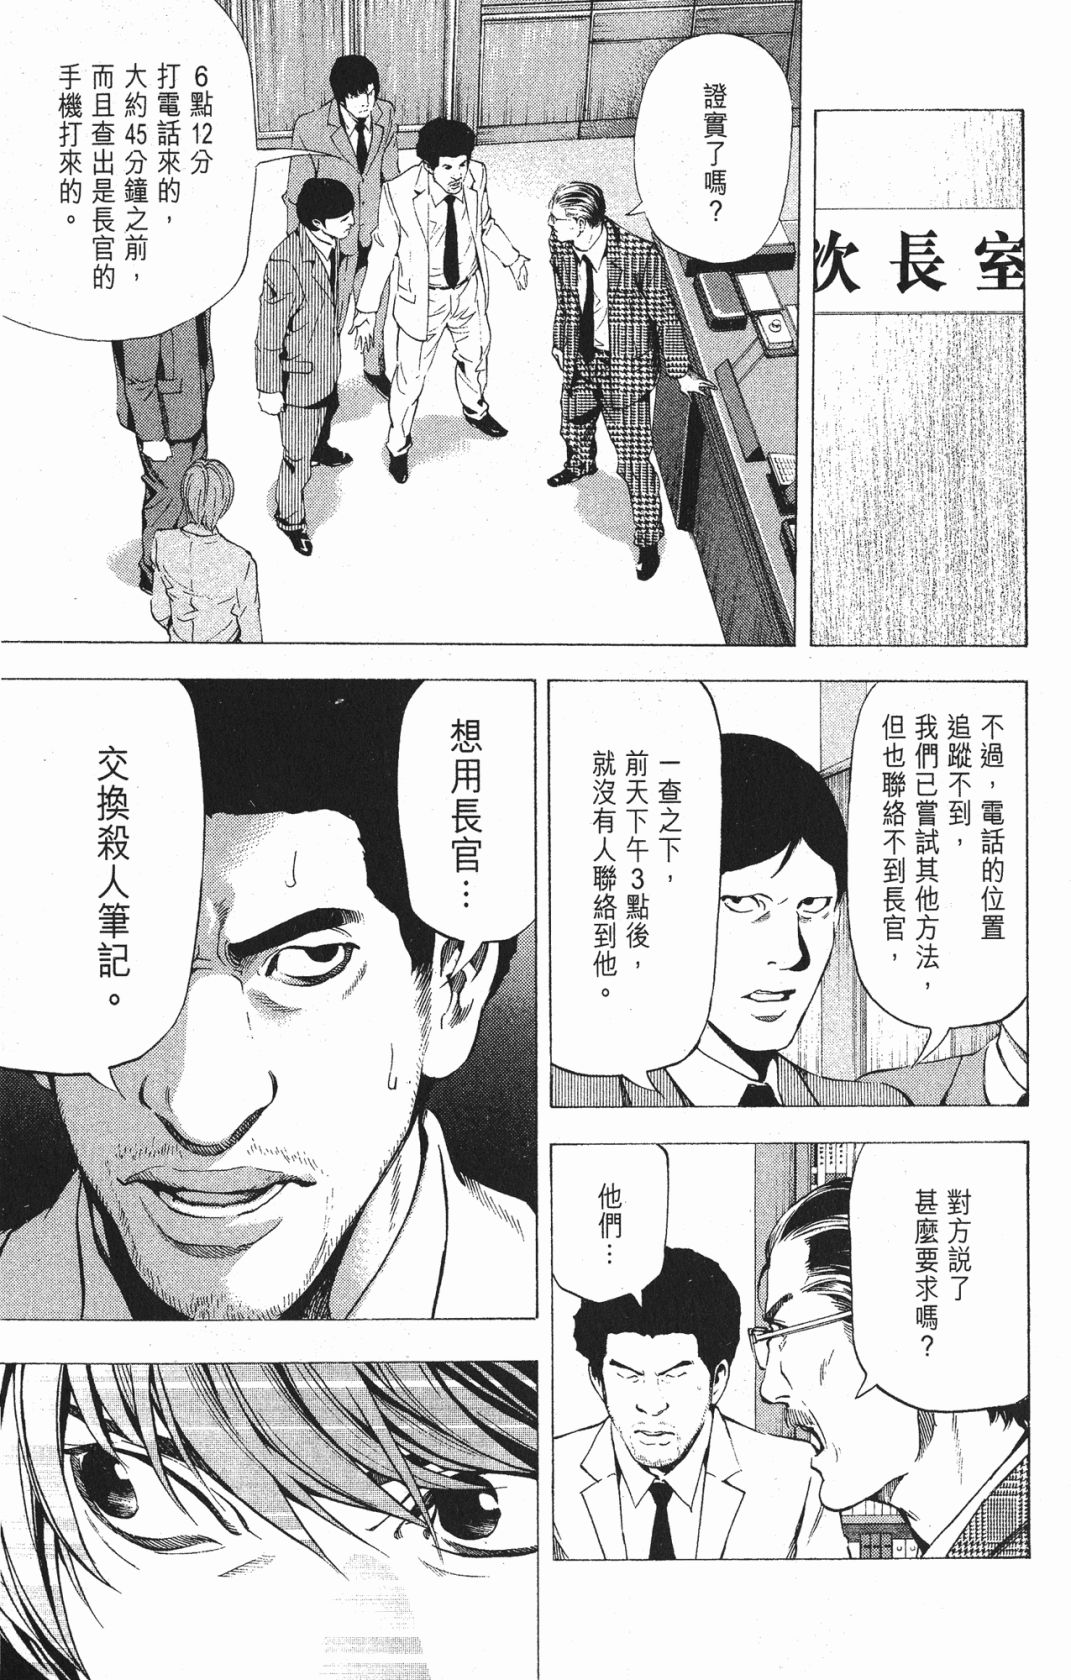 次長室
證實了嗎？
6點12分
打電話來的，
大約45分鐘之前，
而且查出是長官的
手機打來的。
不過，電話的位置
追蹤不到，
我們已嘗試其他方法，
但也聯絡不到長官，
一查之下，
前天下午3點後，
就沒有人聯絡到他。
對方說了
甚麼要求嗎？
他們…
想用長官…
交換殺人筆記。